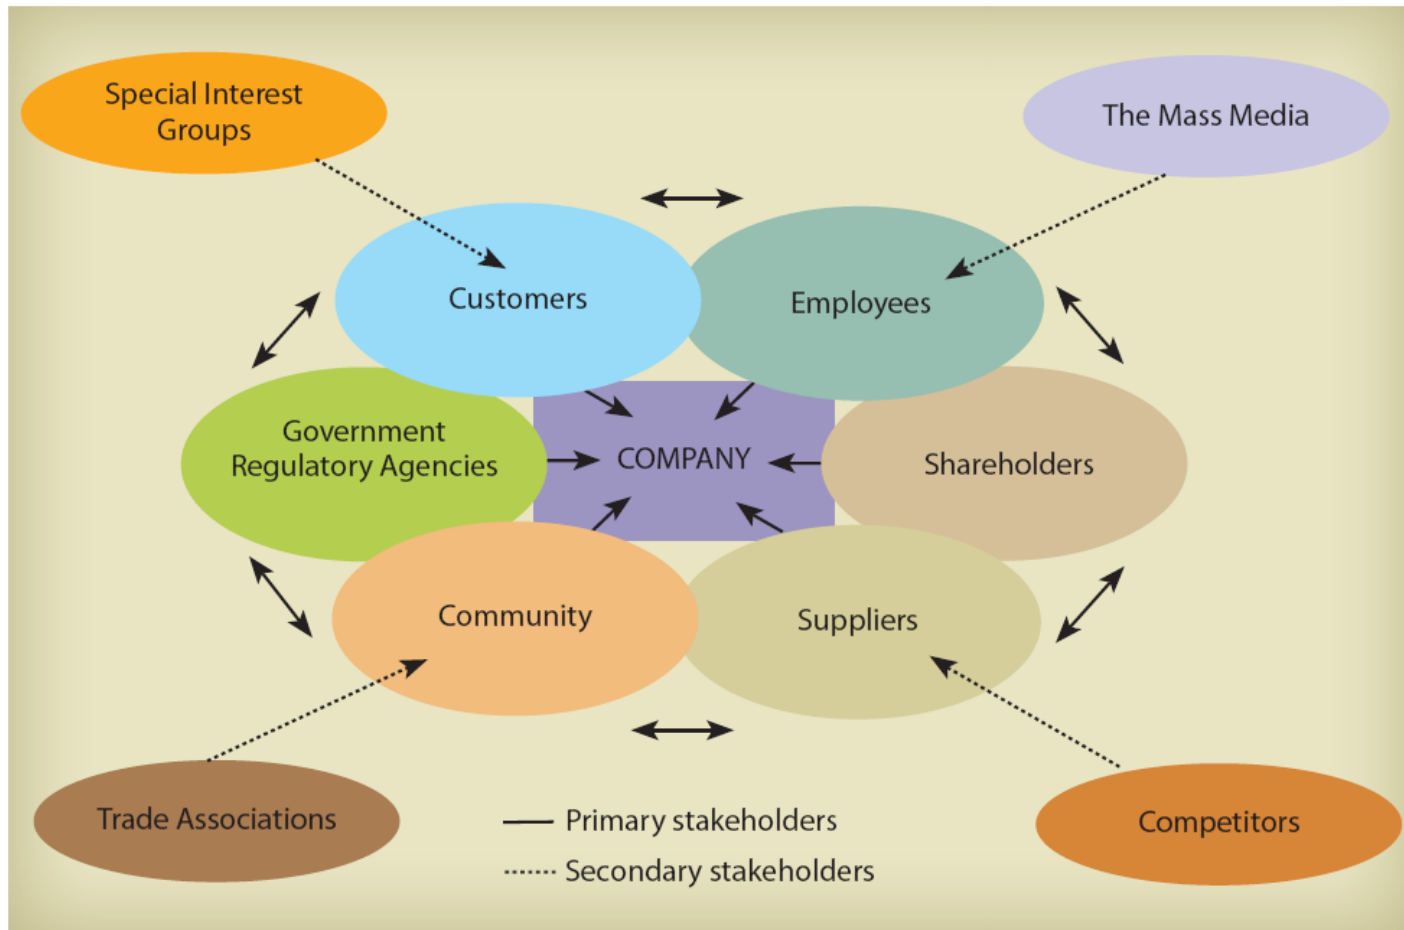 Special Interest
Groups
The Mass Media
Customers
Employees
Government
Regulatory Agencies
COMPANY
Shareholders
Community
Suppliers
Trade Associations
Primary stakeholders
Secondary stakeholders
Competitors